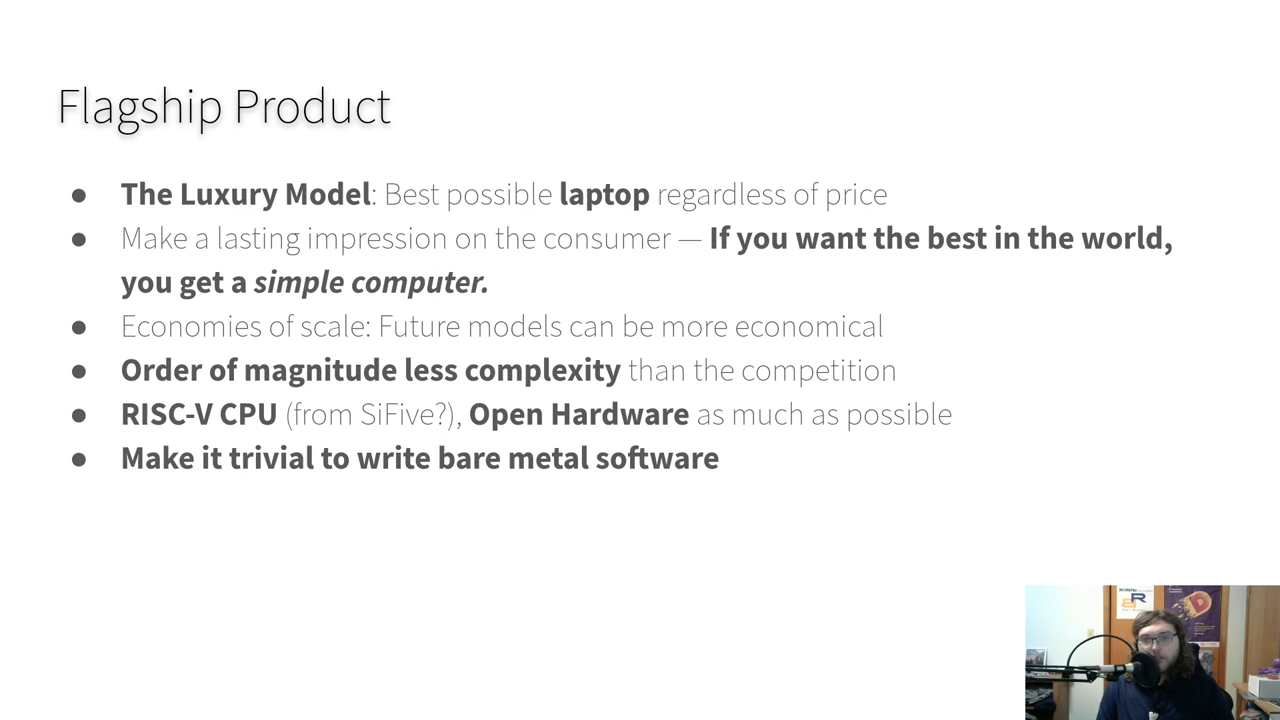 Flagship Product
● The Luxury Model: Best possible laptop regardless of price
● Make a lasting impression on the consumer — If you want the best in the world,
you get a simple computer.
● Economies of scale: Future models can be more economical
● Order of magnitude less complexity than the competition
● RISC-V CPU (from SiFive?), Open Hardware as much as possible
● Make it trivial to write bare metal software